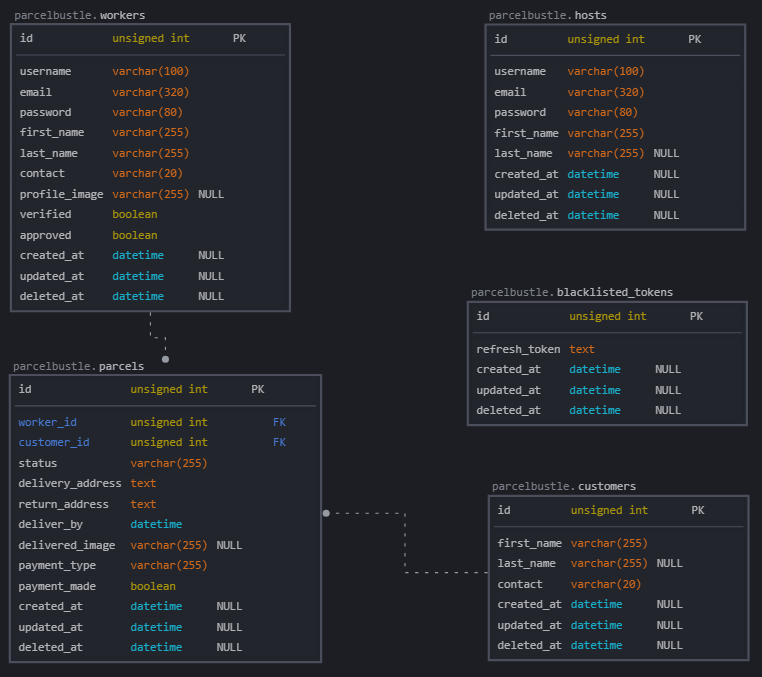 parcelbustle.workers
id unsigned int PK
username varchar(100)
email varchar(320)
password varchar(80)
first_name varchar(255)
last_name varchar(255)
contact varchar(20)
profile_image varchar(255) NULL
verified boolean
approved boolean
created_at datetime NULL
updated_at datetime NULL
deleted_at datetime NULL
parcelbustle.parcels
id unsigned int PK
worker_id unsigned int FK
customer_id unsigned int FK
status varchar(255)
delivery_address text
return_address text
deliver_by datetime
delivered_image varchar(255) NULL
payment_type varchar(255)
payment_made boolean
created_at datetime NULL
updated_at datetime NULL
deleted_at datetime NULL
parcelbustle.hosts
id unsigned int PK
username varchar(100)
email varchar(320)
password varchar(80)
first_name varchar(255)
last_name varchar(255) NULL
created_at datetime NULL
updated_at datetime NULL
deleted_at datetime NULL
parcelbustle.blacklisted_tokens
id unsigned int PK
refresh_token text
created_at datetime NULL
updated_at datetime NULL
deleted_at datetime NULL
parcelbustle.customers
id unsigned int PK
first_name varchar(255)
last_name varchar(255) NULL
contact varchar(20)
created_at datetime NULL
updated_at datetime NULL
deleted_at datetime NULL